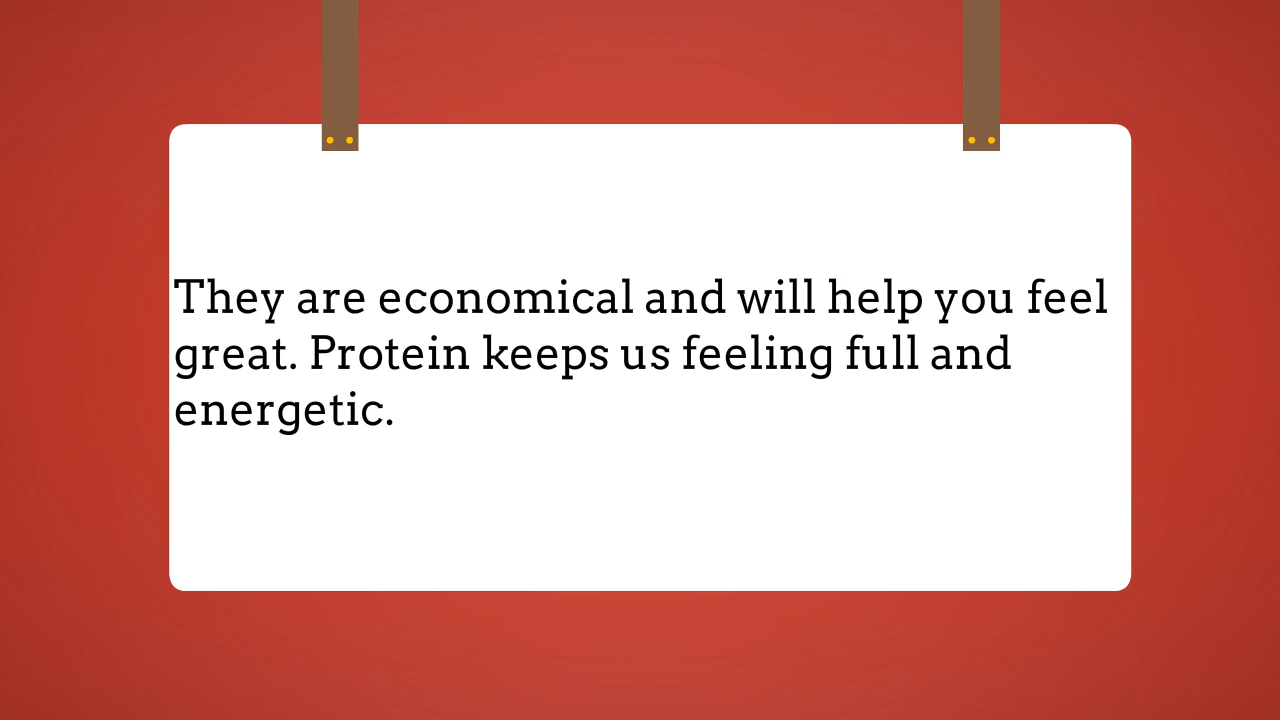 They are economical and will help you feel
great. Protein keeps us feeling full and
energetic.